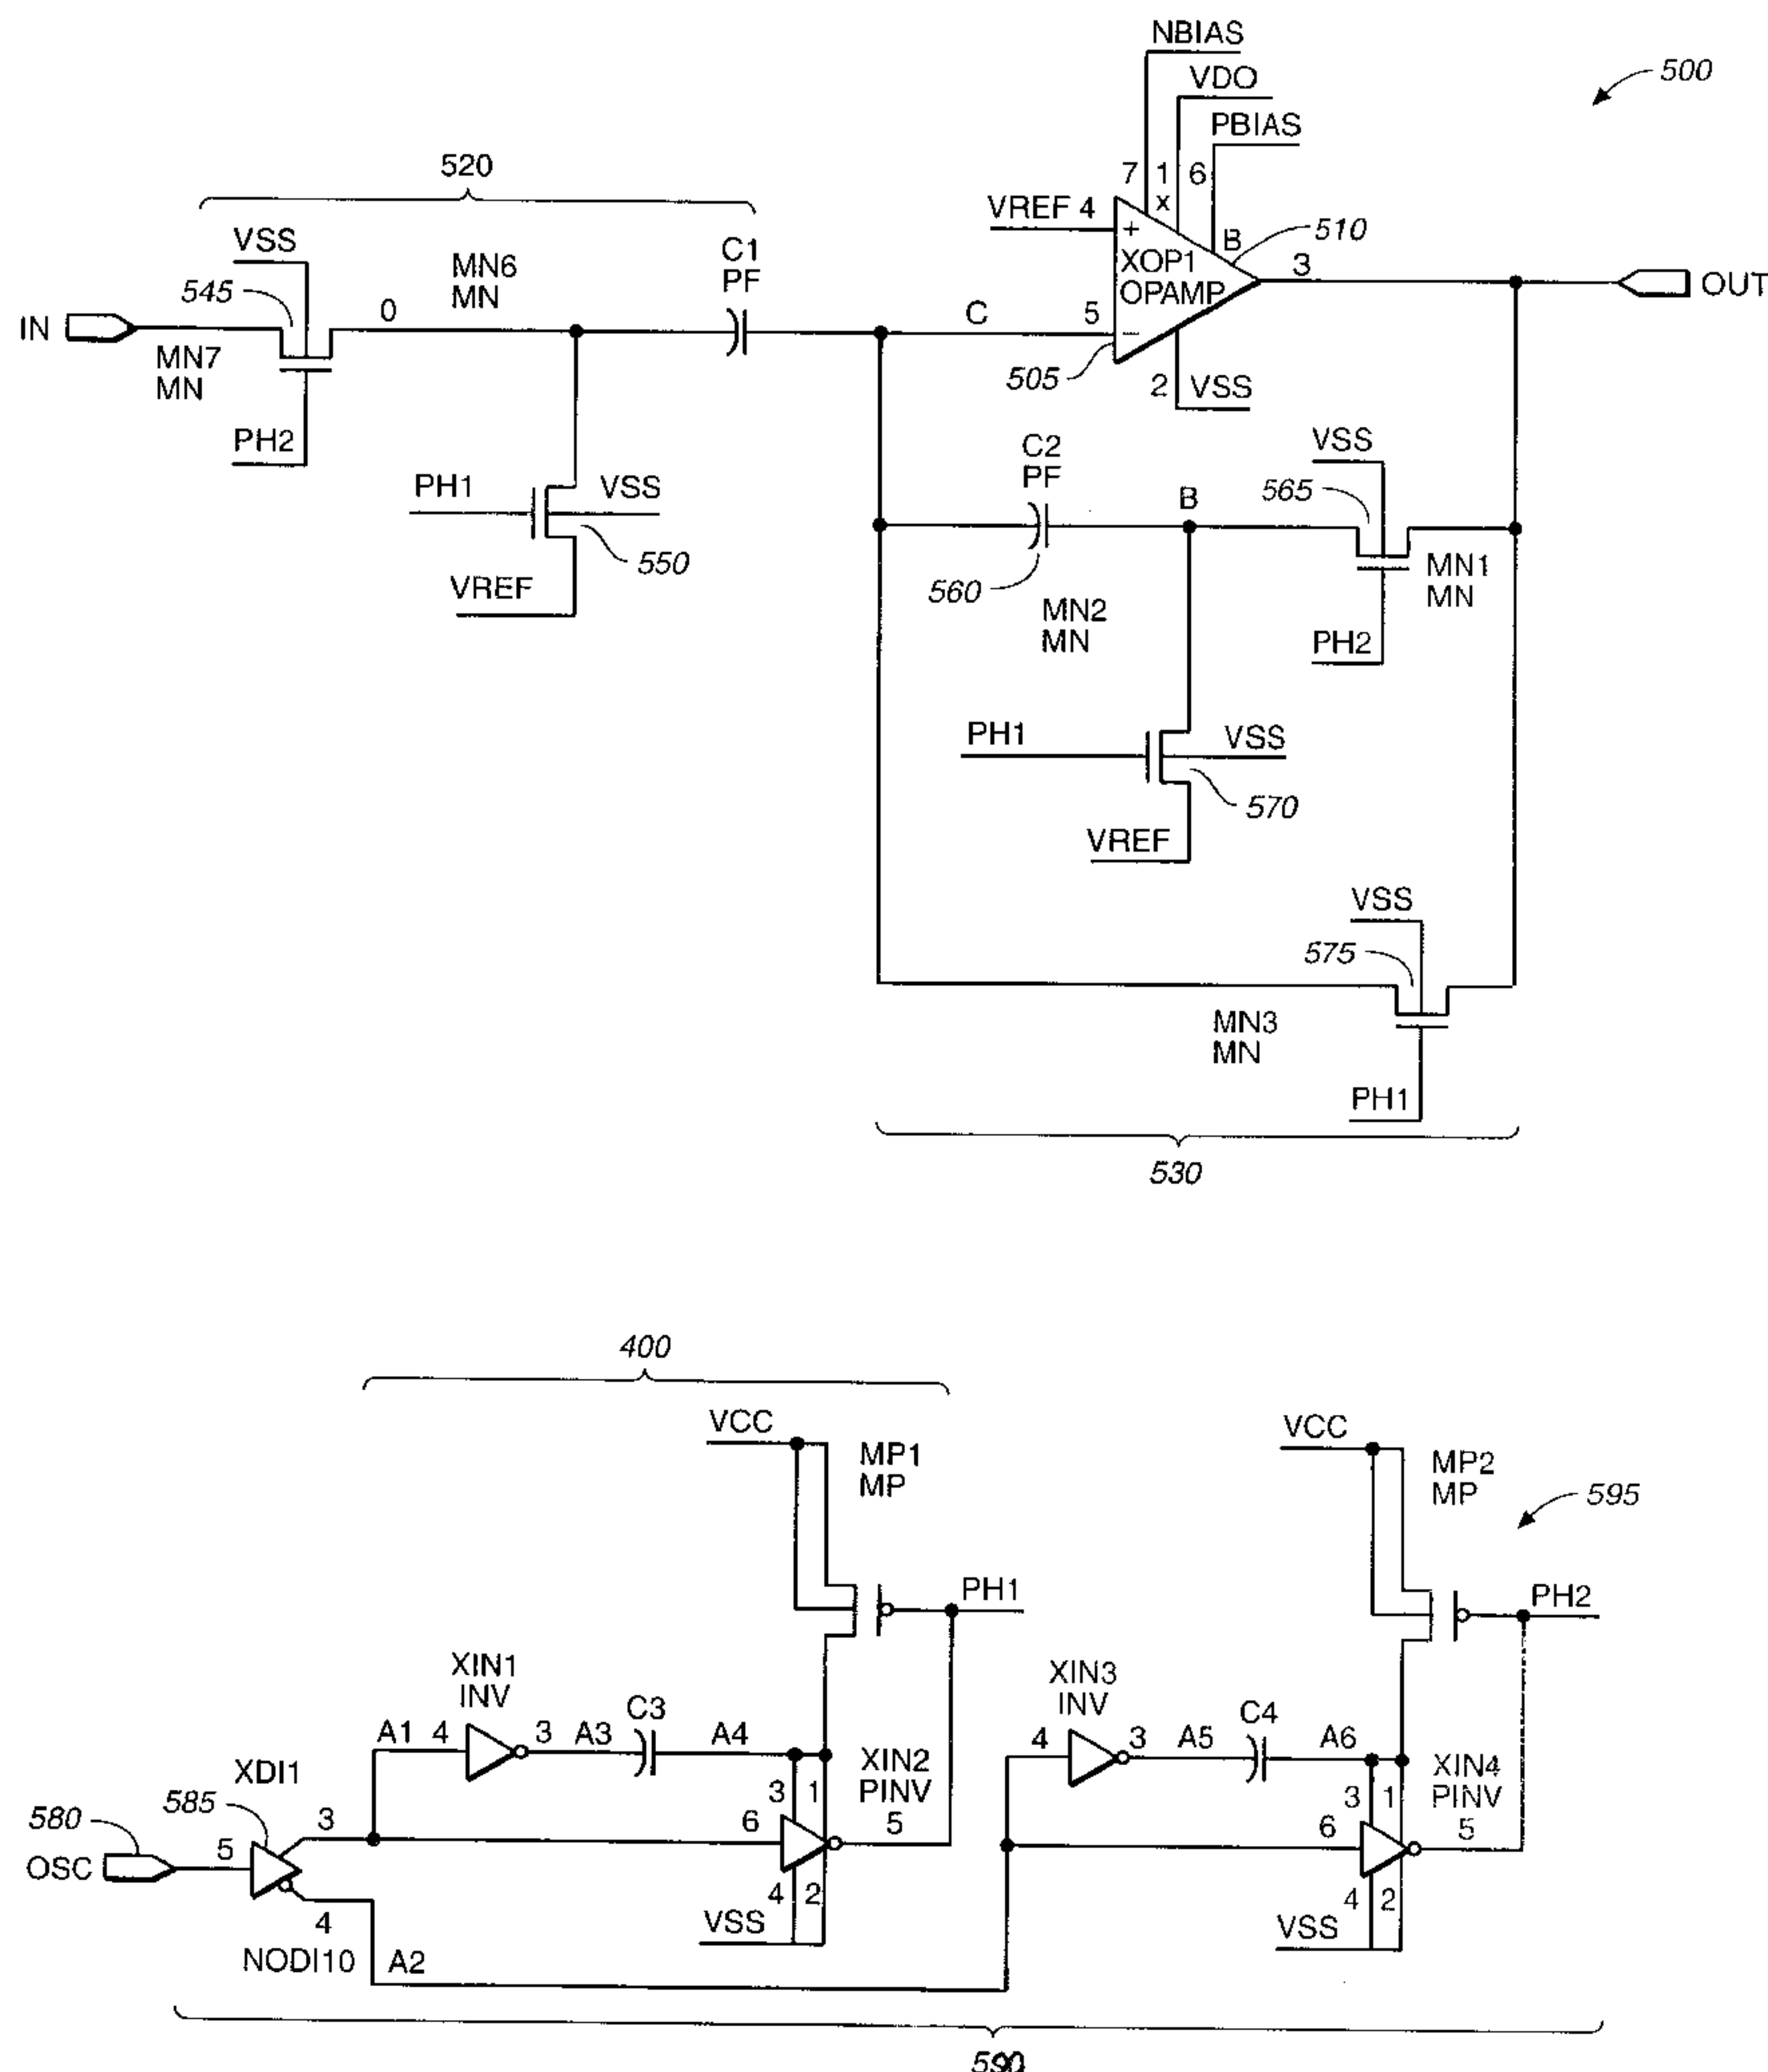 NBIAS
VDO
500
PBIAS
520
7 1 6
x
VREF 4
+
B
510
VSS
C1
PF
XOP1
OPAMP
3
OUT
545
MN6
MN
0
C
5
−
IN
MN7
MN
505
2
VSS
PH2
C2
PF
VSS
PH1
VSS
B
565
550
560
MN1
MN
VREF
MN2
MN
PH2
PH1
VSS
570
VREF
VSS
575
MN3
MN
PH1
530
400
VCC
MP1
MP
VCC
MP2
MP
595
PH1
PH2
XIN1
INV
XIN3
INV
C3
C4
A1 4
3 A3
A4
4
3 A5
A6
XDI1
XIN2
PINV
XIN4
PINV
585
3 1
3 1
580
3
6
5
6
5
OSC
5
4 2
4 2
4
VSS
VSS
NODI10
A2
590